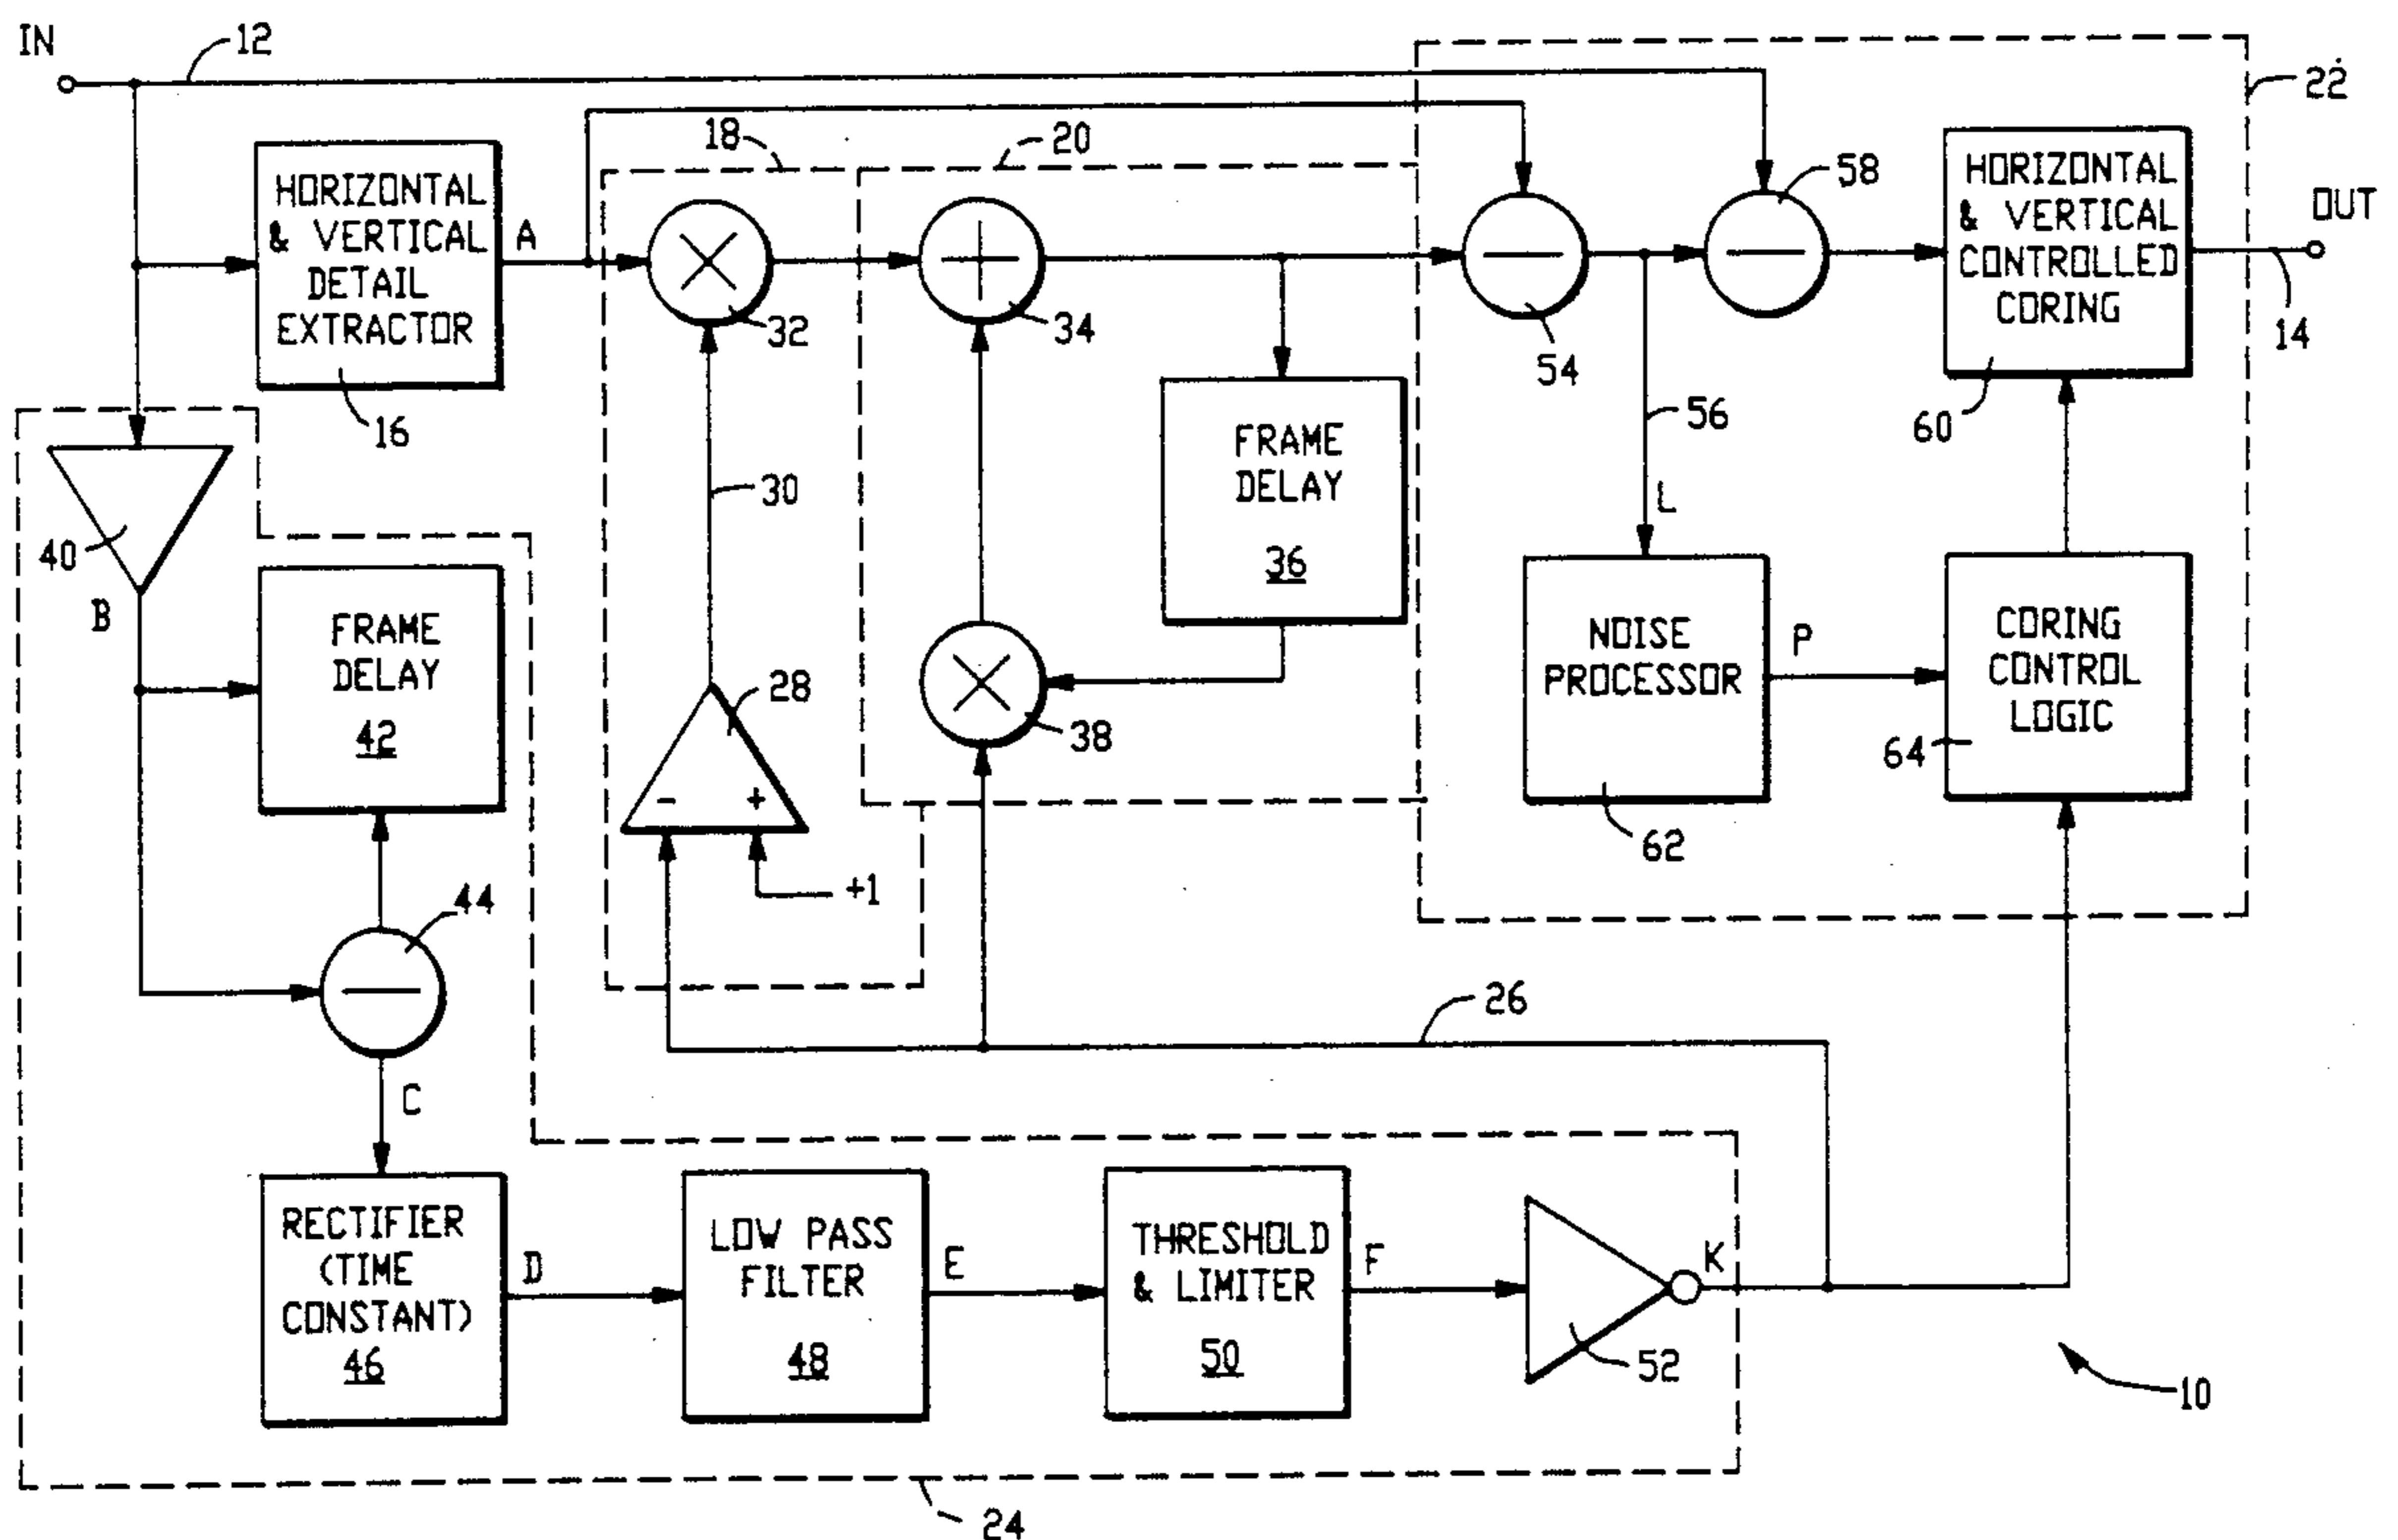 IN
12
22
18
20
HORIZONTAL
& VERTICAL
DETAIL
EXTRACTOR
16
A
32
34
54
58
HORIZONTAL
& VERTICAL
CONTROLLED
CORING
60
OUT
14
40
B
30
FRAME
DELAY
36
56
L
FRAME
DELAY
42
28
-
+
+1
38
NOISE
PROCESSOR
62
P
CORING
CONTROL
LOGIC
64
44
C
26
RECTIFIER
(TIME
CONSTANT)
46
D
LOW PASS
FILTER
48
E
THRESHOLD
& LIMITER
50
F
52
K
10
24